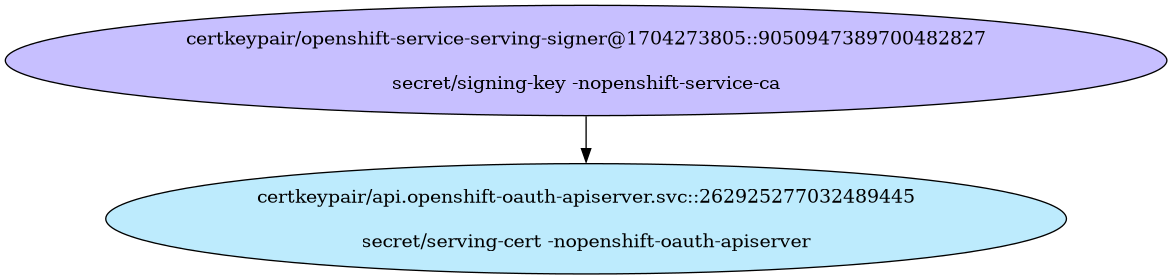 certkeypair/openshift-service-serving-signer@1704273805::9050947389700482827
secret/signing-key -nopenshift-service-ca
certkeypair/api.openshift-oauth-apiserver.svc::262925277032489445
secret/serving-cert -nopenshift-oauth-apiserver